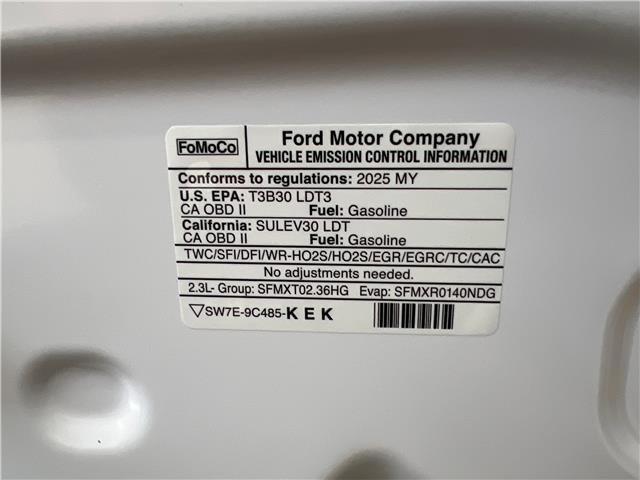 FoMoCo
Ford Motor Company
VEHICLE EMISSION CONTROL INFORMATION
Conforms to regulations: 2025 MY
U.S. EPA: T3B30 LDT3
CA OBD II Fuel: Gasoline
California: SULEV30 LDT
CA OBD II Fuel: Gasoline
TWC/SFI/DFI/WR-HO2S/HO2S/EGR/EGRC/TC/CAC
No adjustments needed.
2.3L- Group: SFMXT02.36HG Evap: SFMXR0140NDG
SW7E-9C485-KEK